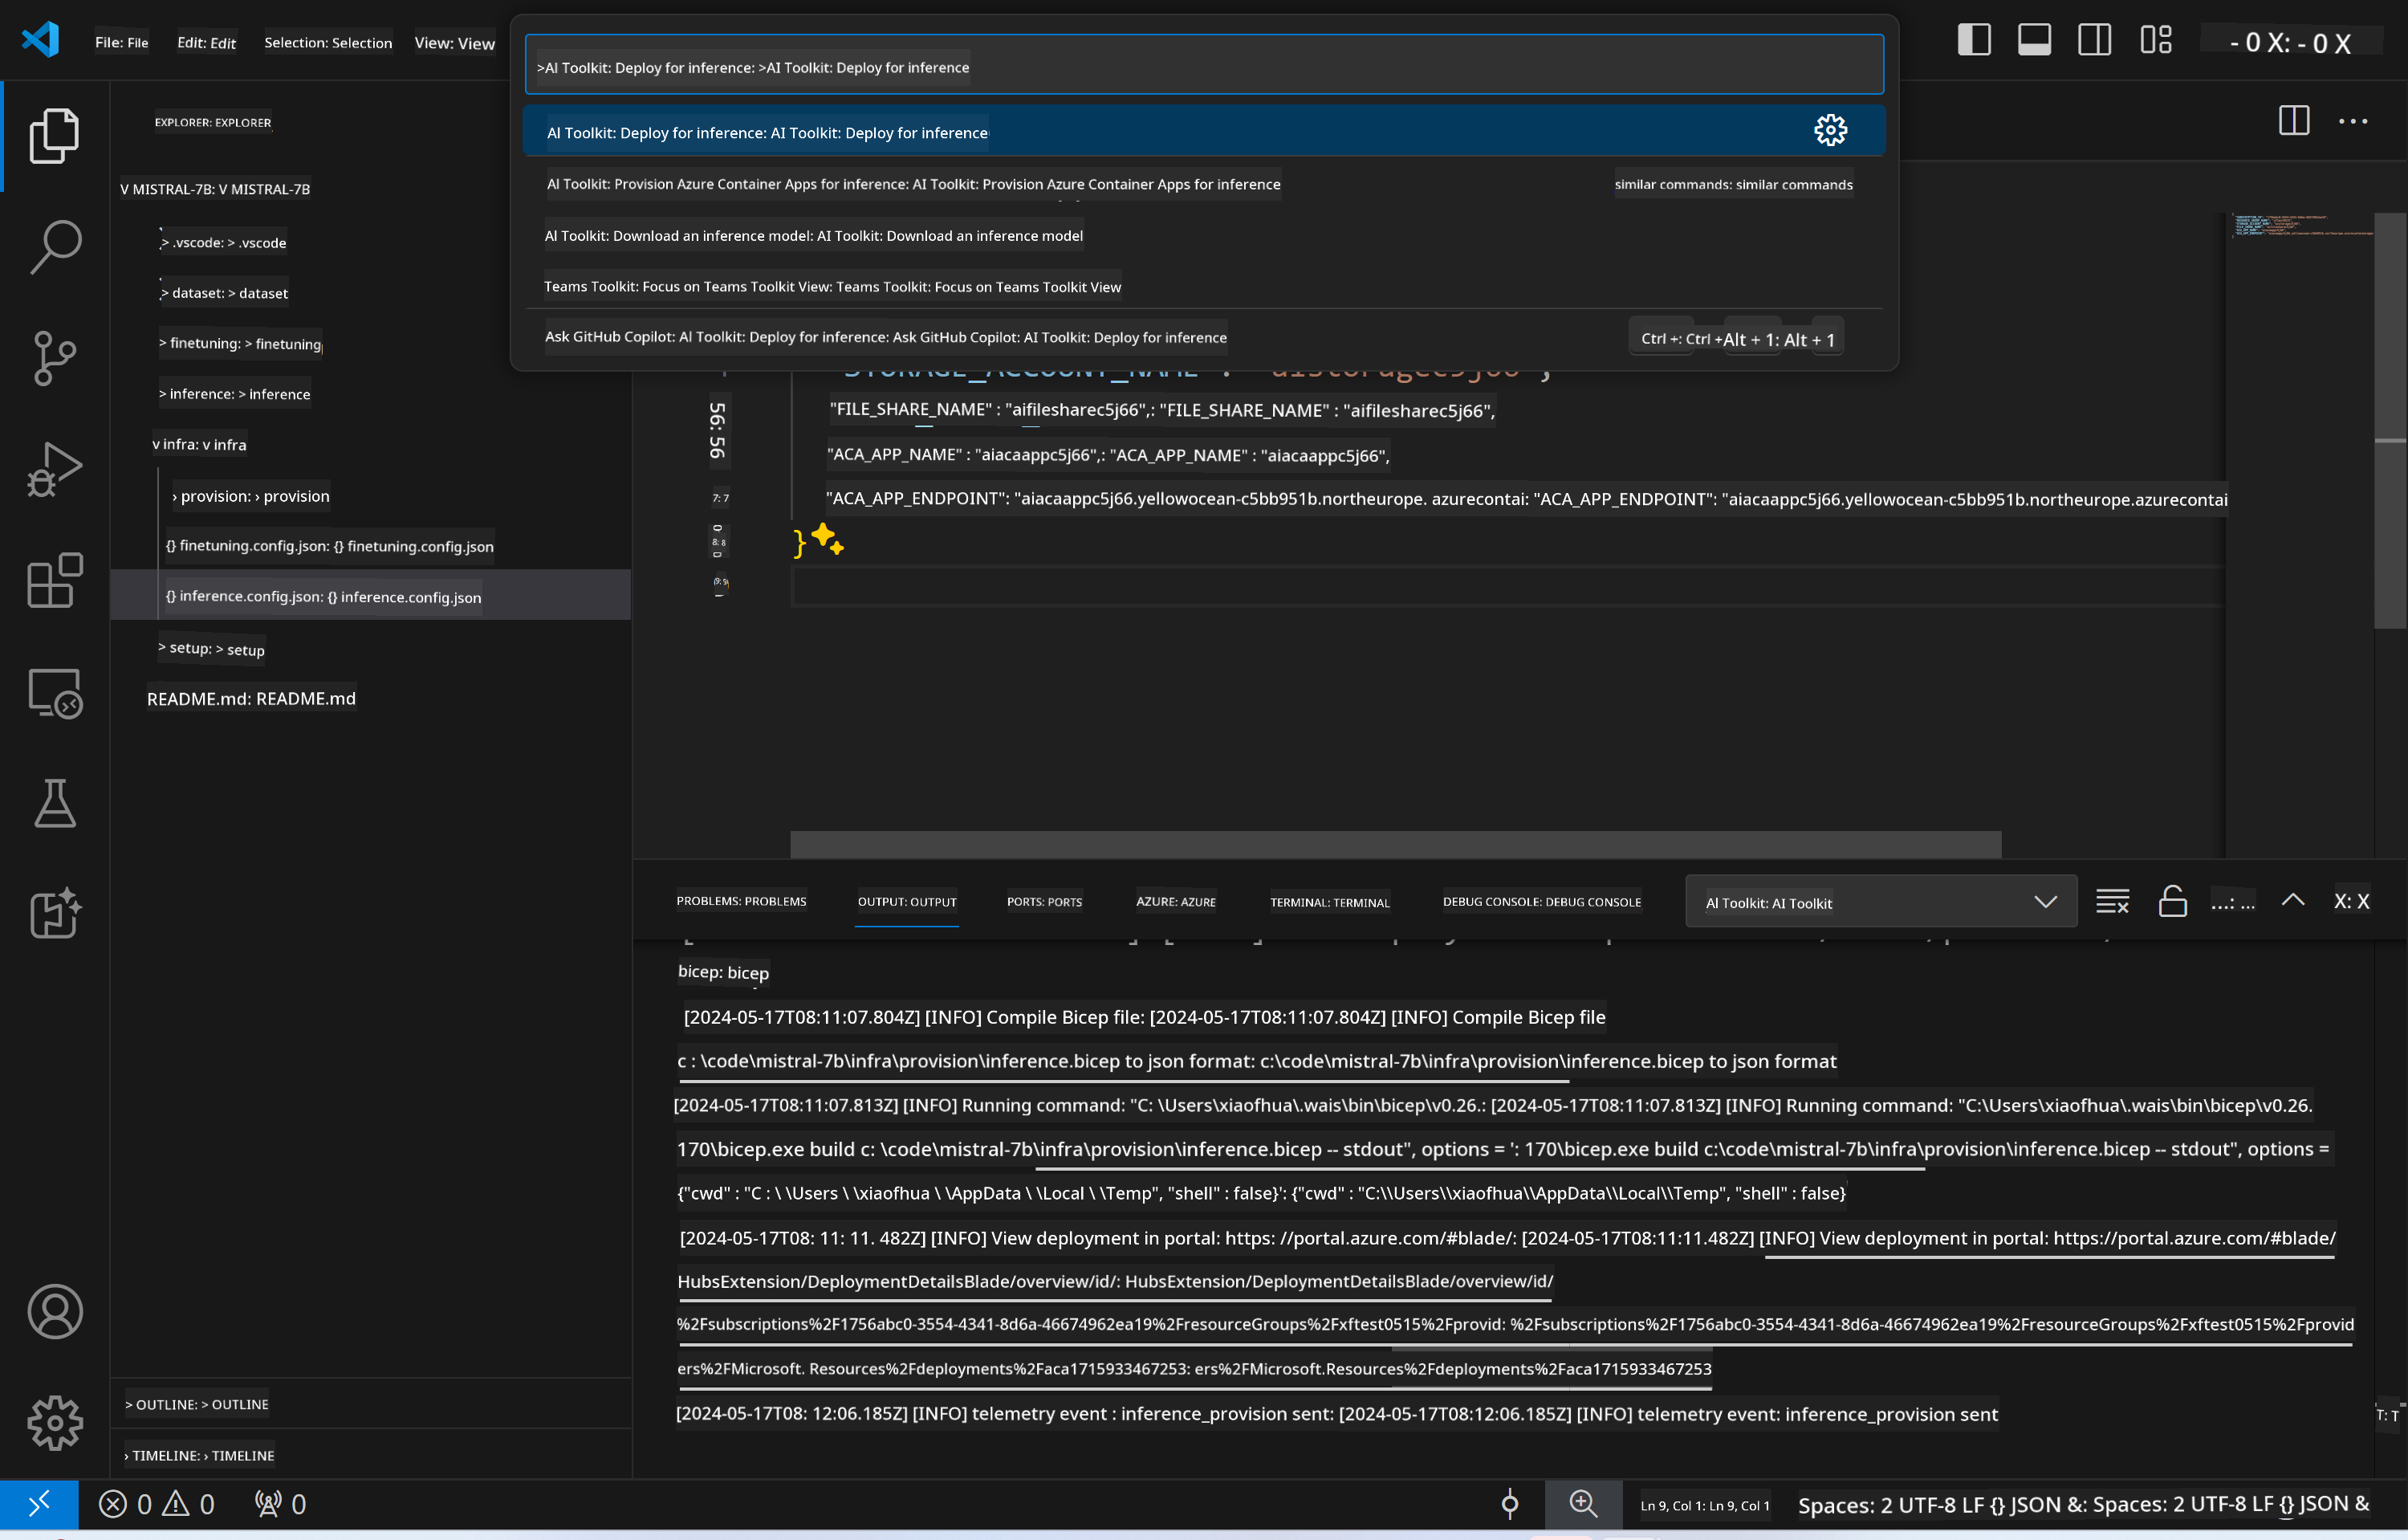 File: File
Edit: Edit
Selection: Selection
View: View
- 0 X: - 0 X
>AI Toolkit: Deploy for inference: >AI Toolkit: Deploy for inference
AI Toolkit: Deploy for inference: AI Toolkit: Deploy for inference
AI Toolkit: Provision Azure Container Apps for inference: AI Toolkit: Provision Azure Container Apps for inference
similar commands: similar commands
AI Toolkit: Download an inference model: AI Toolkit: Download an inference model
Teams Toolkit: Focus on Teams Toolkit View: Teams Toolkit: Focus on Teams Toolkit View
Ask GitHub Copilot: AI Toolkit: Deploy for inference: Ask GitHub Copilot: AI Toolkit: Deploy for inference
Ctrl +: Ctrl +Alt + 1: Alt + 1
EXPLORER: EXPLORER
V MISTRAL-7B: V MISTRAL-7B
> .vscode: > .vscode
> dataset: > dataset
> finetuning: > finetuning
> inference: > inference
v infra: v infra
› provision: › provision
{} finetuning.config.json: {} finetuning.config.json
{} inference.config.json: {} inference.config.json
> setup: > setup
README.md: README.md
> OUTLINE: > OUTLINE
› TIMELINE: › TIMELINE
"STORAGE_ACCOUNT_NAME": "aistoragec5j66",
56: 56
"FILE_SHARE_NAME" : "aifilesharec5j66",: "FILE_SHARE_NAME" : "aifilesharec5j66",
"ACA_APP_NAME" : "aiacaappc5j66",: "ACA_APP_NAME" : "aiacaappc5j66",
7: 7
"ACA_APP_ENDPOINT": "aiacaappc5j66.yellowocean-c5bb951b.northeurope. azurecontai: "ACA_APP_ENDPOINT": "aiacaappc5j66.yellowocean-c5bb951b.northeurope.azurecontai
8: 8
}
PROBLEMS: PROBLEMS
OUTPUT: OUTPUT
PORTS: PORTS
AZURE: AZURE
TERMINAL: TERMINAL
DEBUG CONSOLE: DEBUG CONSOLE
AI Toolkit: AI Toolkit
...: ...
X: X
bicep: bicep
[2024-05-17T08:11:07.804Z] [INFO] Compile Bicep file: [2024-05-17T08:11:07.804Z] [INFO] Compile Bicep file
c : \code\mistral-7b\infra\provision\inference.bicep to json format: c:\code\mistral-7b\infra\provision\inference.bicep to json format
[2024-05-17T08:11:07.813Z] [INFO] Running command: "C: \Users\xiaofhua\.wais\bin\bicep\v0.26.: [2024-05-17T08:11:07.813Z] [INFO] Running command: "C:\Users\xiaofhua\.wais\bin\bicep\v0.26.
170\bicep.exe build c: \code\mistral-7b\infra\provision\inference.bicep -- stdout", options = ': 170\bicep.exe build c:\code\mistral-7b\infra\provision\inference.bicep -- stdout", options =
{"cwd" : "C : \ \Users \ \xiaofhua \ \AppData \ \Local \ \Temp", "shell" : false}': {"cwd" : "C:\\Users\\xiaofhua\\AppData\\Local\\Temp", "shell" : false}
[2024-05-17T08: 11: 11. 482Z] [INFO] View deployment in portal: https: //portal.azure.com/#blade/: [2024-05-17T08:11:11.482Z] [INFO] View deployment in portal: https://portal.azure.com/#blade/
HubsExtension/DeploymentDetailsBlade/overview/id/: HubsExtension/DeploymentDetailsBlade/overview/id/
%2Fsubscriptions%2F1756abc0-3554-4341-8d6a-46674962ea19%2FresourceGroups%2Fxftest0515%2Fprovid: %2Fsubscriptions%2F1756abc0-3554-4341-8d6a-46674962ea19%2FresourceGroups%2Fxftest0515%2Fprovid
ers%2FMicrosoft. Resources%2Fdeployments%2Faca1715933467253: ers%2FMicrosoft.Resources%2Fdeployments%2Faca1715933467253
[2024-05-17T08: 12:06.185Z] [INFO] telemetry event : inference_provision sent: [2024-05-17T08:12:06.185Z] [INFO] telemetry event: inference_provision sent
T: T
0
0
0
Ln 9, Col 1: Ln 9, Col 1
Spaces: 2 UTF-8 LF {} JSON &: Spaces: 2 UTF-8 LF {} JSON &